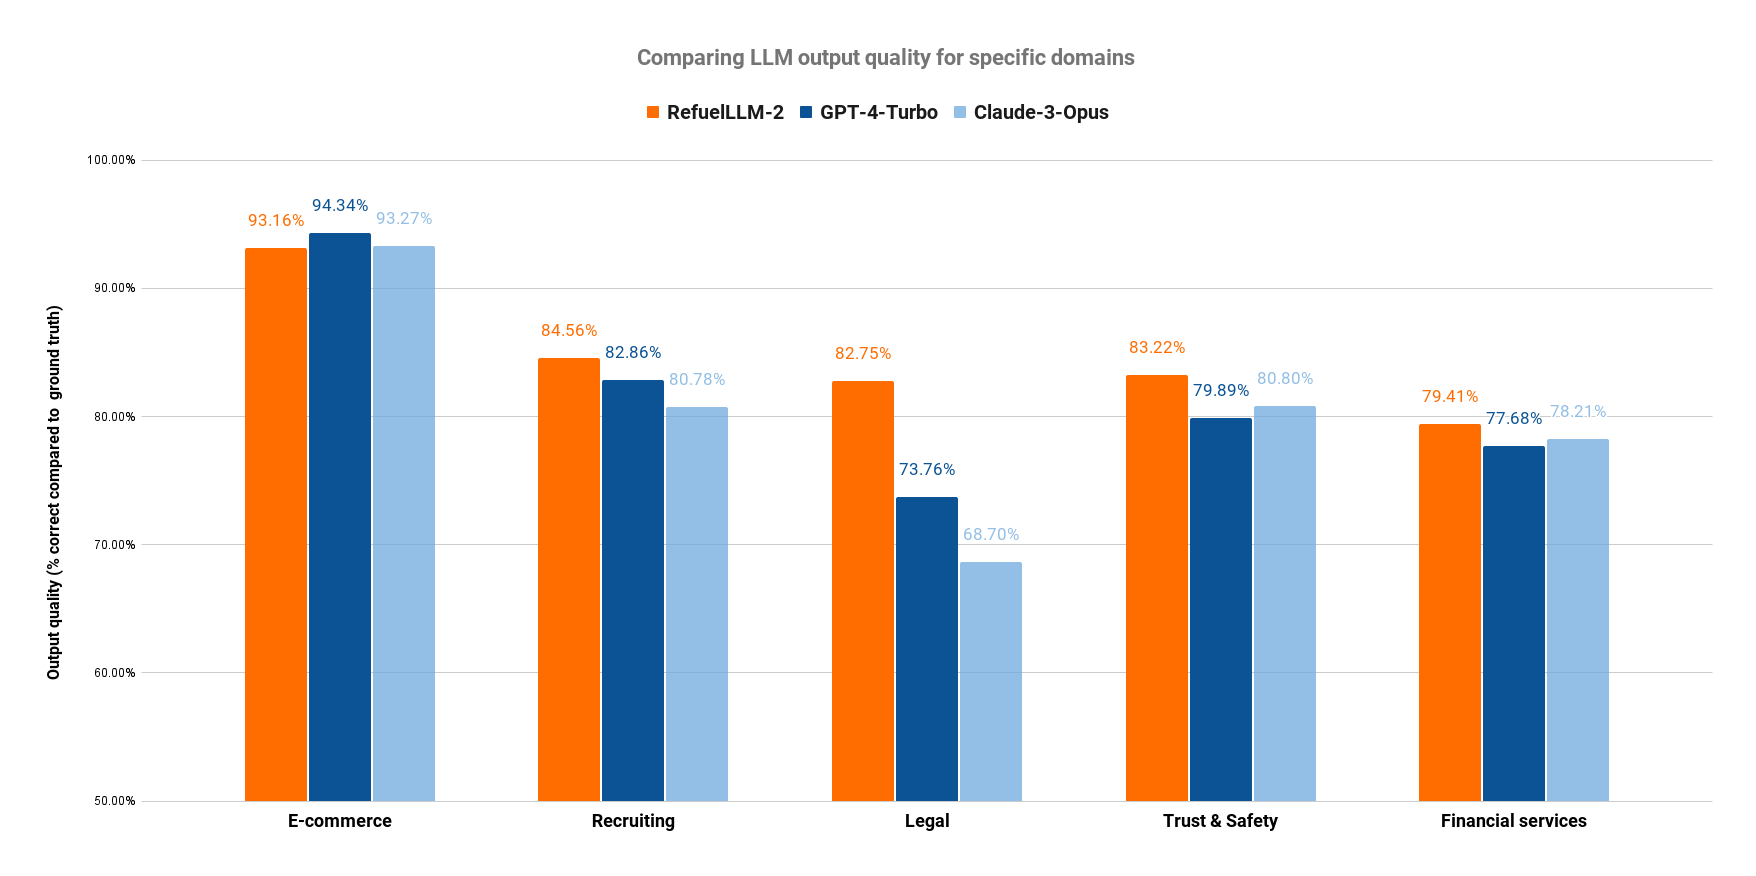 Comparing LLM output quality for specific domains
RefuelLLM-2 GPT-4-Turbo Claude-3-Opus
Output quality (% correct compared to ground truth)
100.00%
90.00%
80.00%
70.00%
60.00%
50.00%
93.16% 94.34% 93.27%
84.56% 82.86% 80.78%
82.75% 73.76% 68.70%
83.22% 79.89% 80.80%
79.41% 77.68% 78.21%
E-commerce Recruiting Legal Trust & Safety Financial services